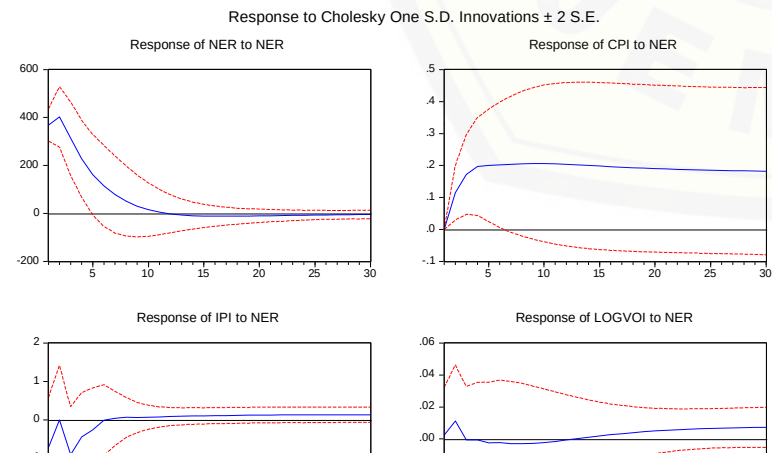 Response to Cholesky One S.D. Innovations ± 2 S.E.
Response of NER to NER
Response of CPI to NER
600
400
200
0
-200
5 10 15 20 25 30
.5
.4
.3
.2
.1
.0
-.1
5 10 15 20 25 30
Response of IPI to NER
Response of LOGVOI to NER
2
1
0
.06
.04
.02
.00